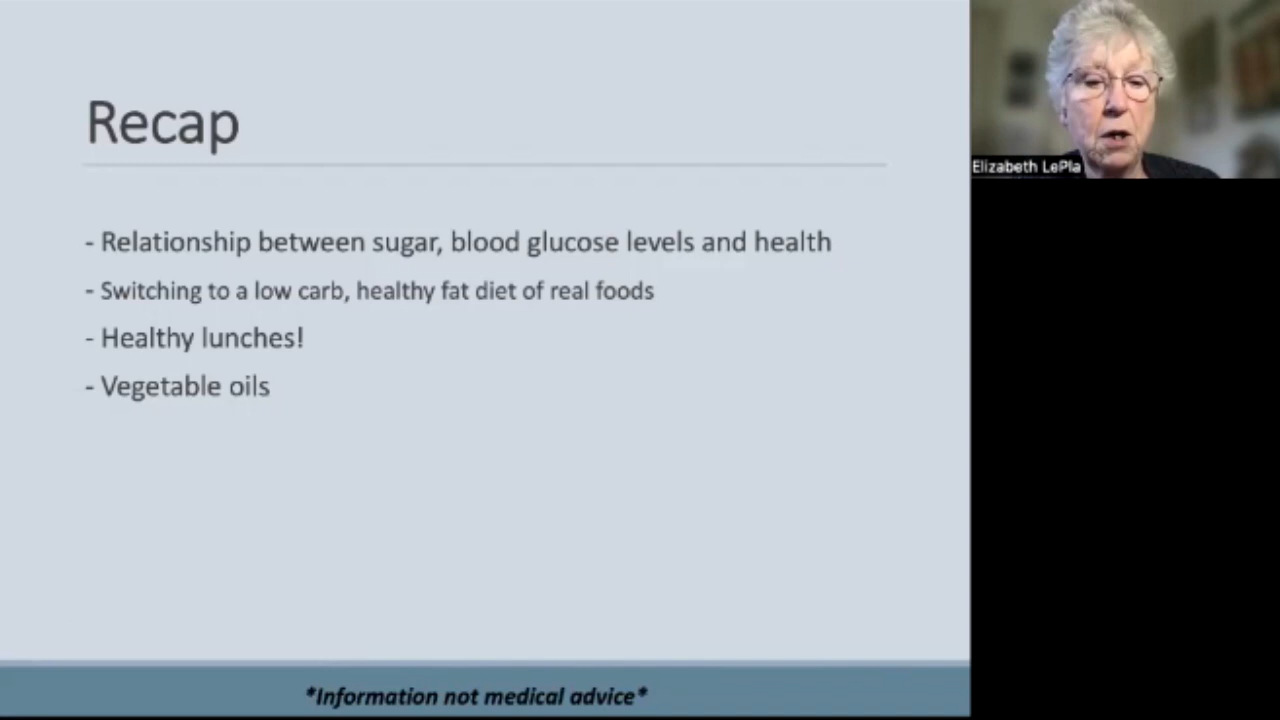 Recap
- Relationship between sugar, blood glucose levels and health
- Switching to a low carb, healthy fat diet of real foods
- Healthy lunches!
- Vegetable oils
*Information not medical advice*
Elizabeth LePla